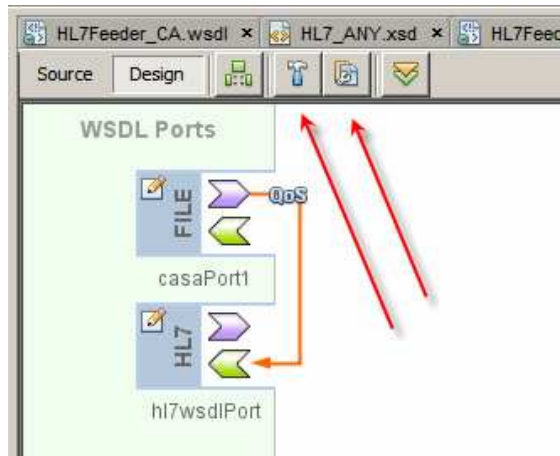 HL7Feeder_CA.wsdl × HL7_ANY.xsd × HL7Feed
Source Design
WSDL Ports
FILE
QoS
casaPort1
HL7
hl7wsdlPort